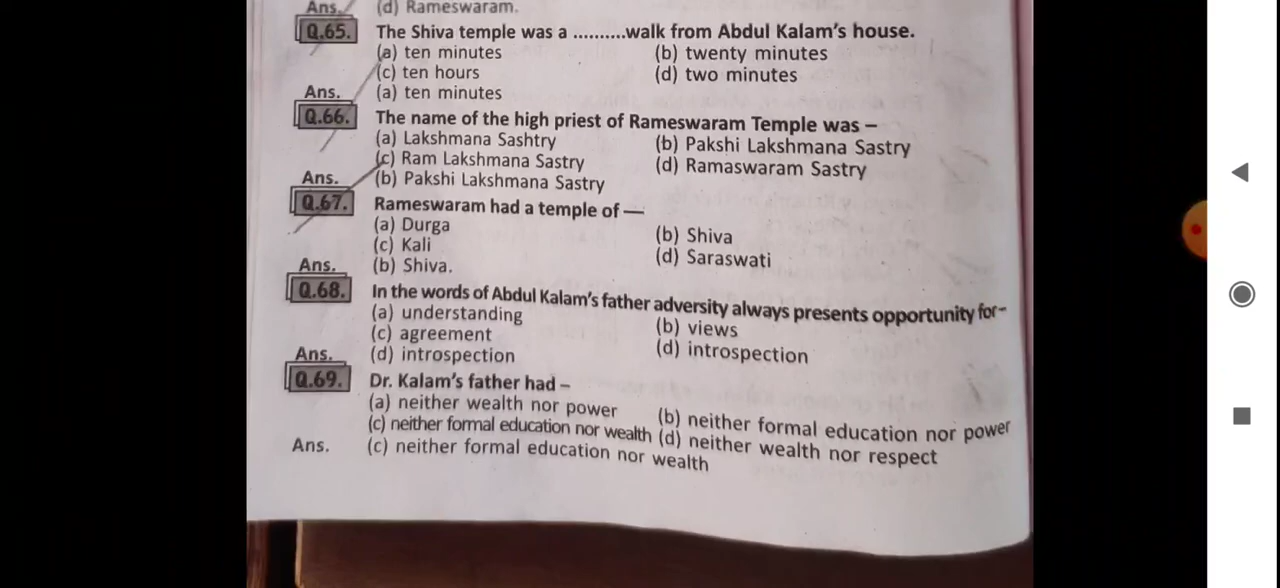 Ans. (d) Rameswaram.
Q.65. The Shiva temple was a ..........walk from Abdul Kalam's house.
(a) ten minutes (b) twenty minutes
(c) ten hours (d) two minutes
Ans. (a) ten minutes
Q.66. The name of the high priest of Rameswaram Temple was –
(a) Lakshmana Sashtry (b) Pakshi Lakshmana Sastry
(c) Ram Lakshmana Sastry (d) Ramaswaram Sastry
Ans. (b) Pakshi Lakshmana Sastry
Q.67. Rameswaram had a temple of —
(a) Durga (b) Shiva
(c) Kali (d) Saraswati
Ans. (b) Shiva.
Q.68. In the words of Abdul Kalam's father adversity always presents opportunity for–
(a) understanding (b) views
(c) agreement (d) introspection
Ans. (d) introspection
Q.69. Dr. Kalam's father had –
(a) neither wealth nor power (b) neither formal education nor power
(c) neither formal education nor wealth (d) neither wealth nor respect
Ans. (c) neither formal education nor wealth